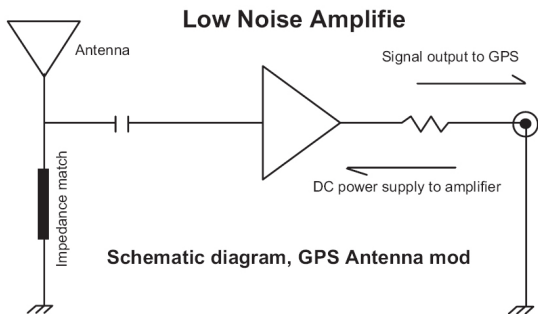 Low Noise Amplifie
Antenna
Signal output to GPS
DC power supply to amplifier
Impedance match
Schematic diagram, GPS Antenna mod